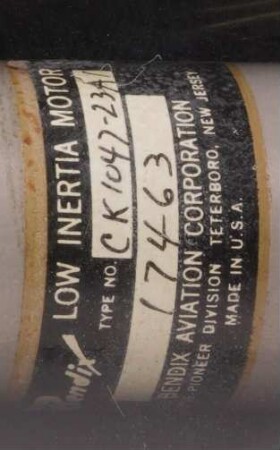 Bendix LOW INERTIA MOTOR
TYPE NO. CK1047-23A1
17463
BENDIX AVIATION CORPORATION
PIONEER DIVISION TETERBORO, NEW JERSEY
MADE IN U.S.A.